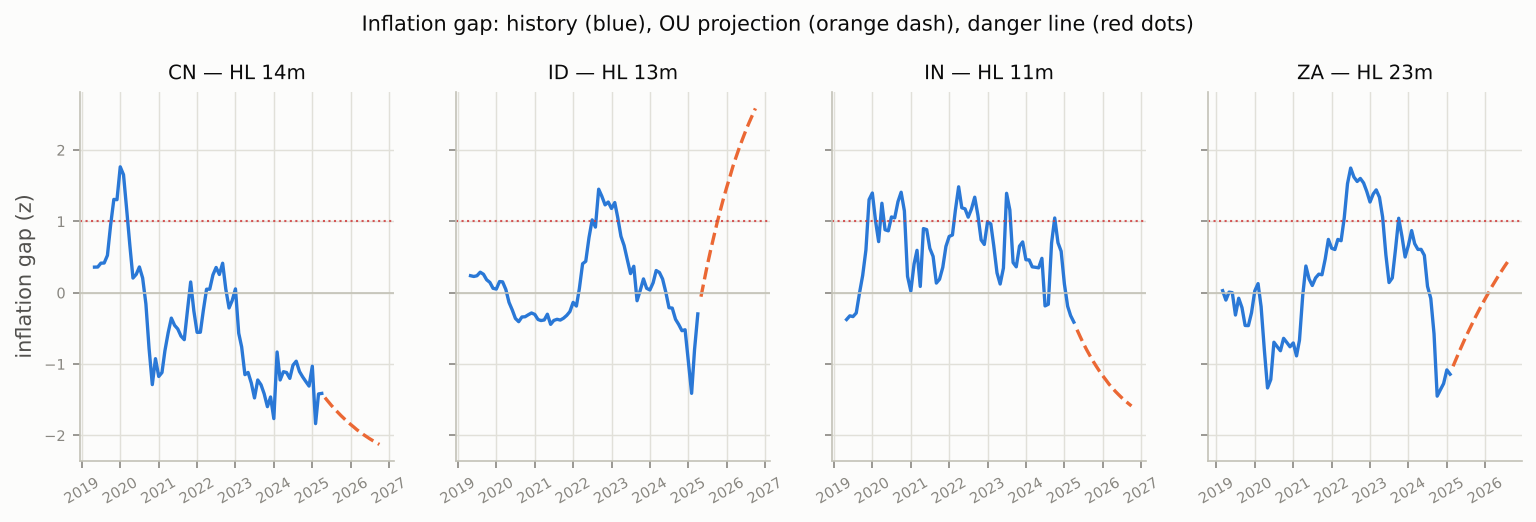 Inflation gap: history (blue), OU projection (orange dash), danger line (red dots)
CN — HL 14m
ID — HL 13m
IN — HL 11m
ZA — HL 23m
inflation gap (z)
2
1
0
−1
−2
2019 2020 2021 2022 2023 2024 2025 2026 2027
2019 2020 2021 2022 2023 2024 2025 2026 2027
2019 2020 2021 2022 2023 2024 2025 2026 2027
2019 2020 2021 2022 2023 2024 2025 2026